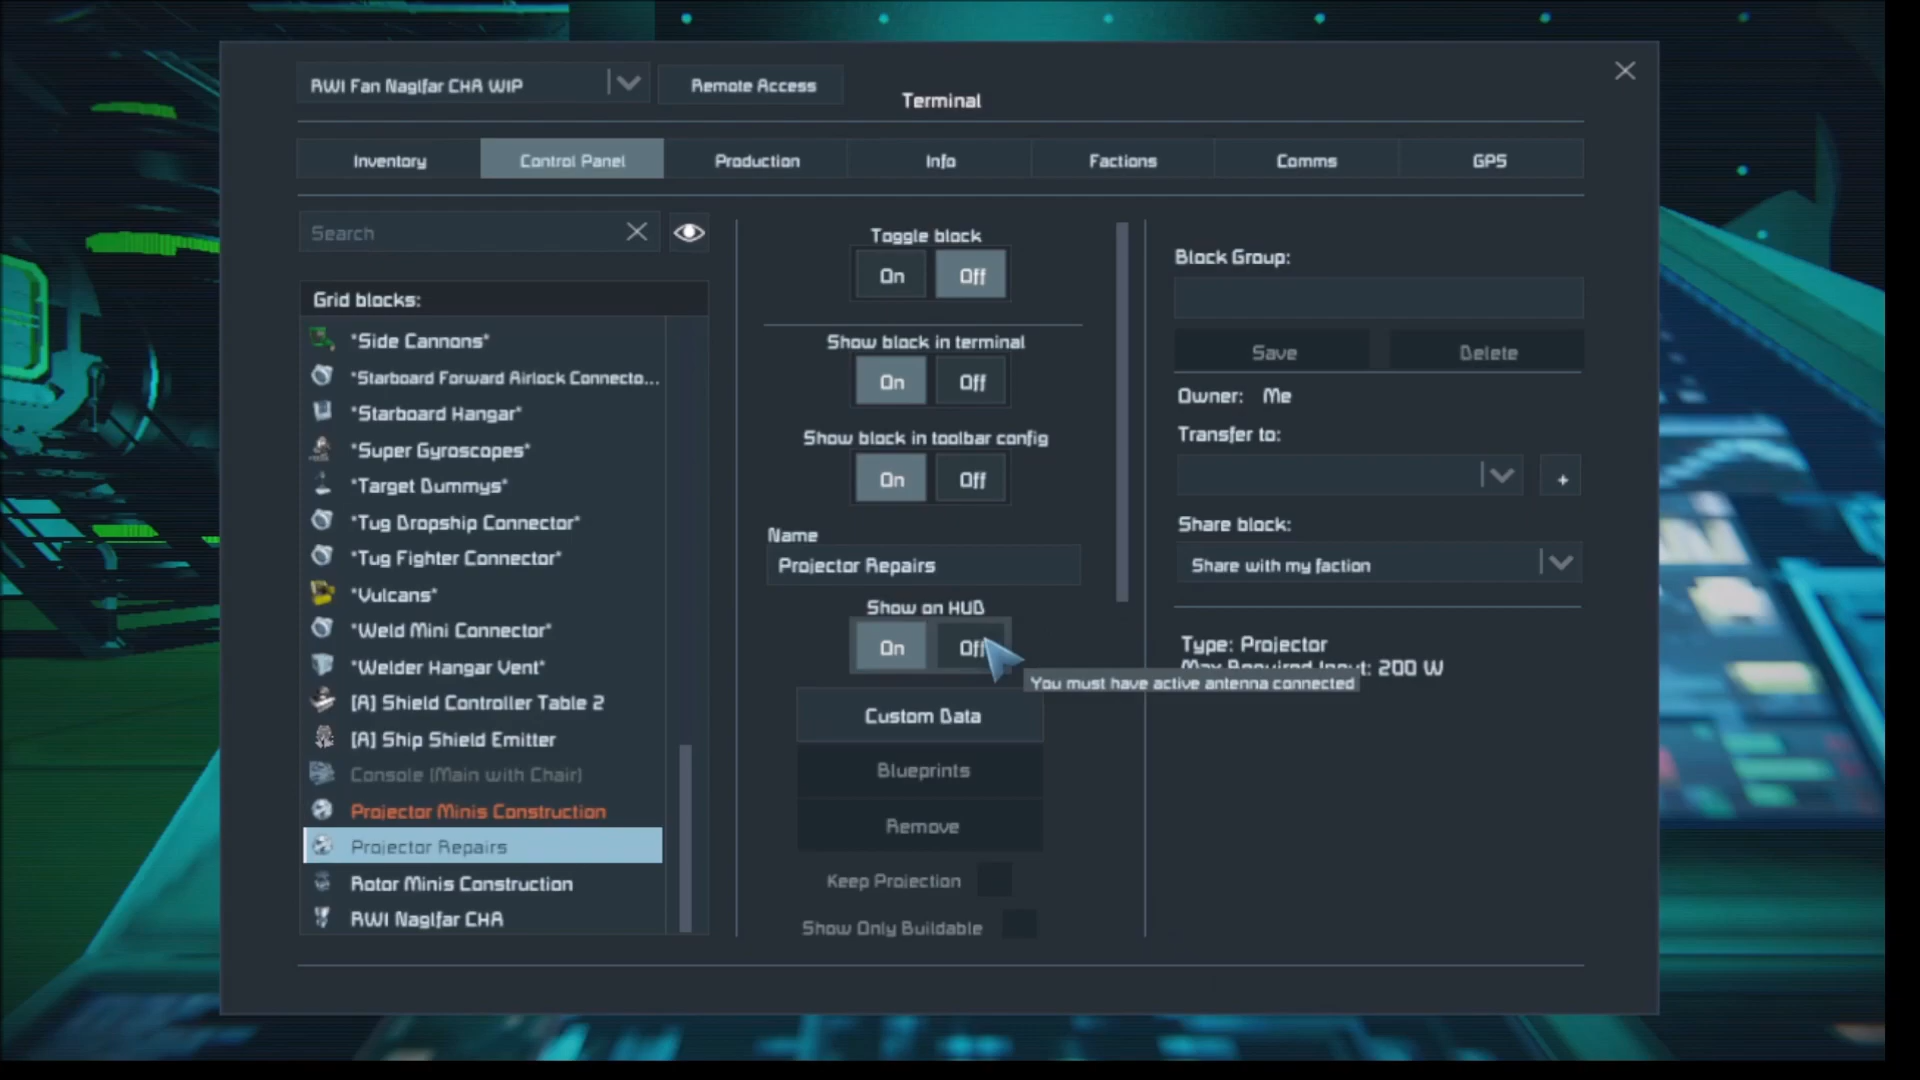 RWI Fan Naglfar CHA WIP
Remote Access
Terminal
Inventory
Control Panel
Production
Info
Factions
Comms
GPS
Search
Grid blocks:
*Side Cannons*
*Starboard Forward Airlock Connecto...
*Starboard Hangar*
*Super Gyroscopes*
*Target Dummys*
*Tug Dropship Connector*
*Tug Fighter Connector*
*Vulcans*
*Weld Mini Connector*
*Welder Hangar Vent*
[A] Shield Controller Table 2
[A] Ship Shield Emitter
Console (Main with Chair)
Projector Minis Construction
Projector Repairs
Rotor Minis Construction
RWI Naglfar CHA
Toggle block
On Off
Show block in terminal
On Off
Show block in toolbar config
On Off
Name
Projector Repairs
Show on HUD
On Off
You must have active antenna connected
Custom Data
Blueprints
Remove
Keep Projection
Show Only Buildable
Block Group:
Save Delete
Owner: Me
Transfer to:
+
Share block:
Share with my faction
Type: Projector
Max Required Input: 200 W